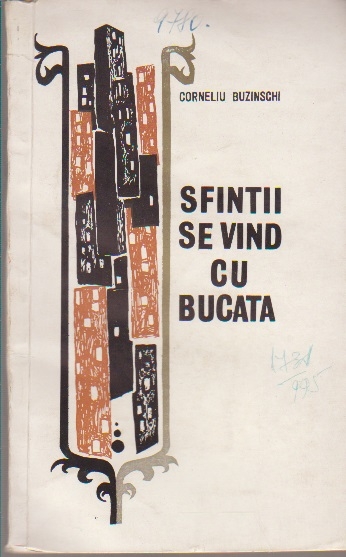 CORNELIU BUZINSCHI
SFINTII
SE VIND
CU
BUCATA